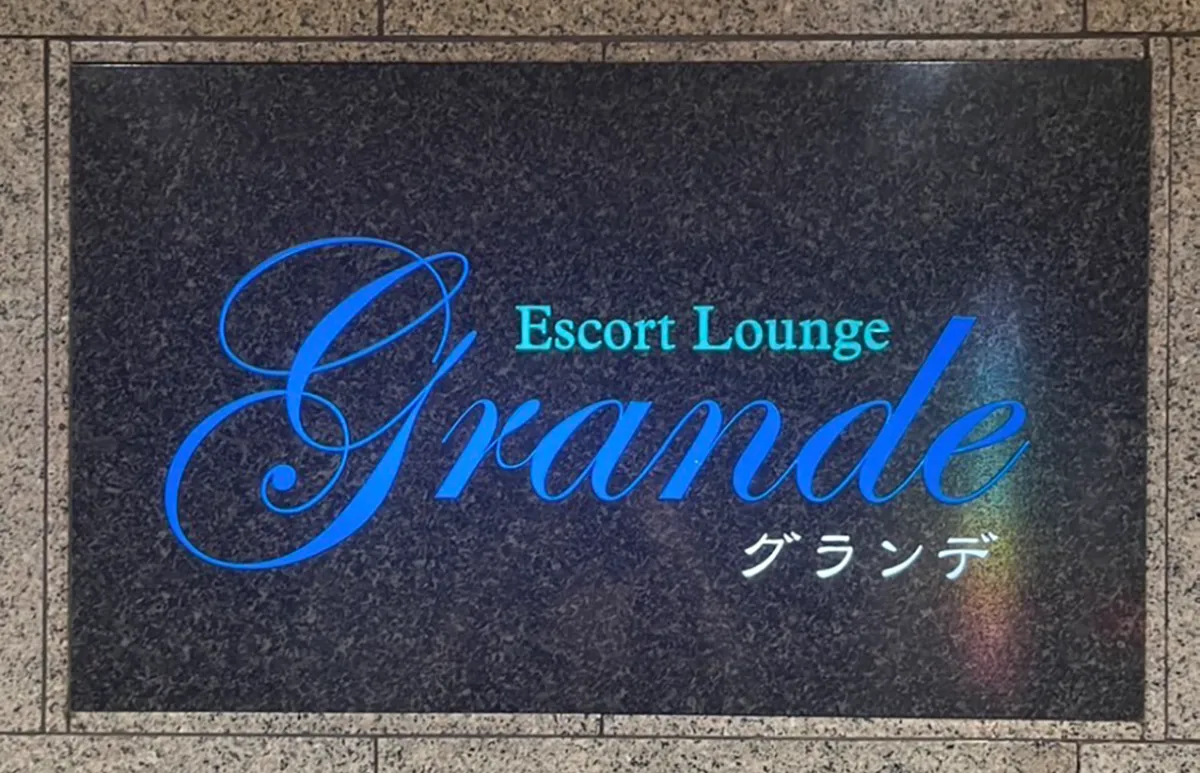 Escort Lounge
Grande
グランデ